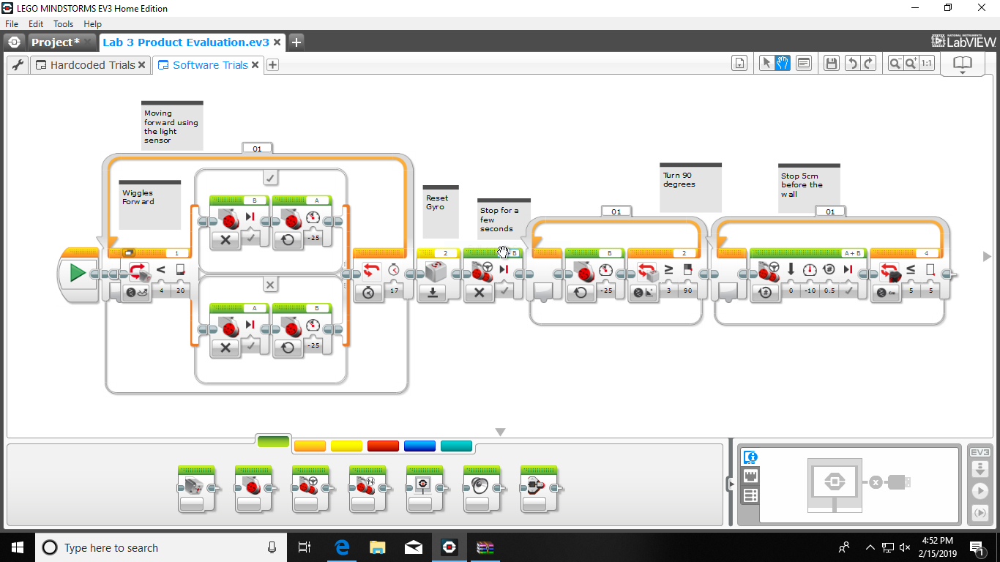 LEGO MINDSTORMS EV3 Home Edition
File Edit Tools Help
Project* Lab 3 Product Evaluation.ev3
NATIONAL INSTRUMENTS
LabVIEW
Hardcoded Trials Software Trials
1:1
Moving
forward using
the light
sensor
01
Wiggles
Forward
B A
-25
1
< 4 20
A B
-25
17
Reset
Gyro
2
Stop for a
few
seconds
B
01
B 2
-25 ≥ 3 90
Turn 90
degrees
Stop 5cm
before the
wall
01
A + B 4
0 -10 0.5 ≤ 5 5
Cm
EV3
Type here to search
4:52 PM
2/15/2019
1